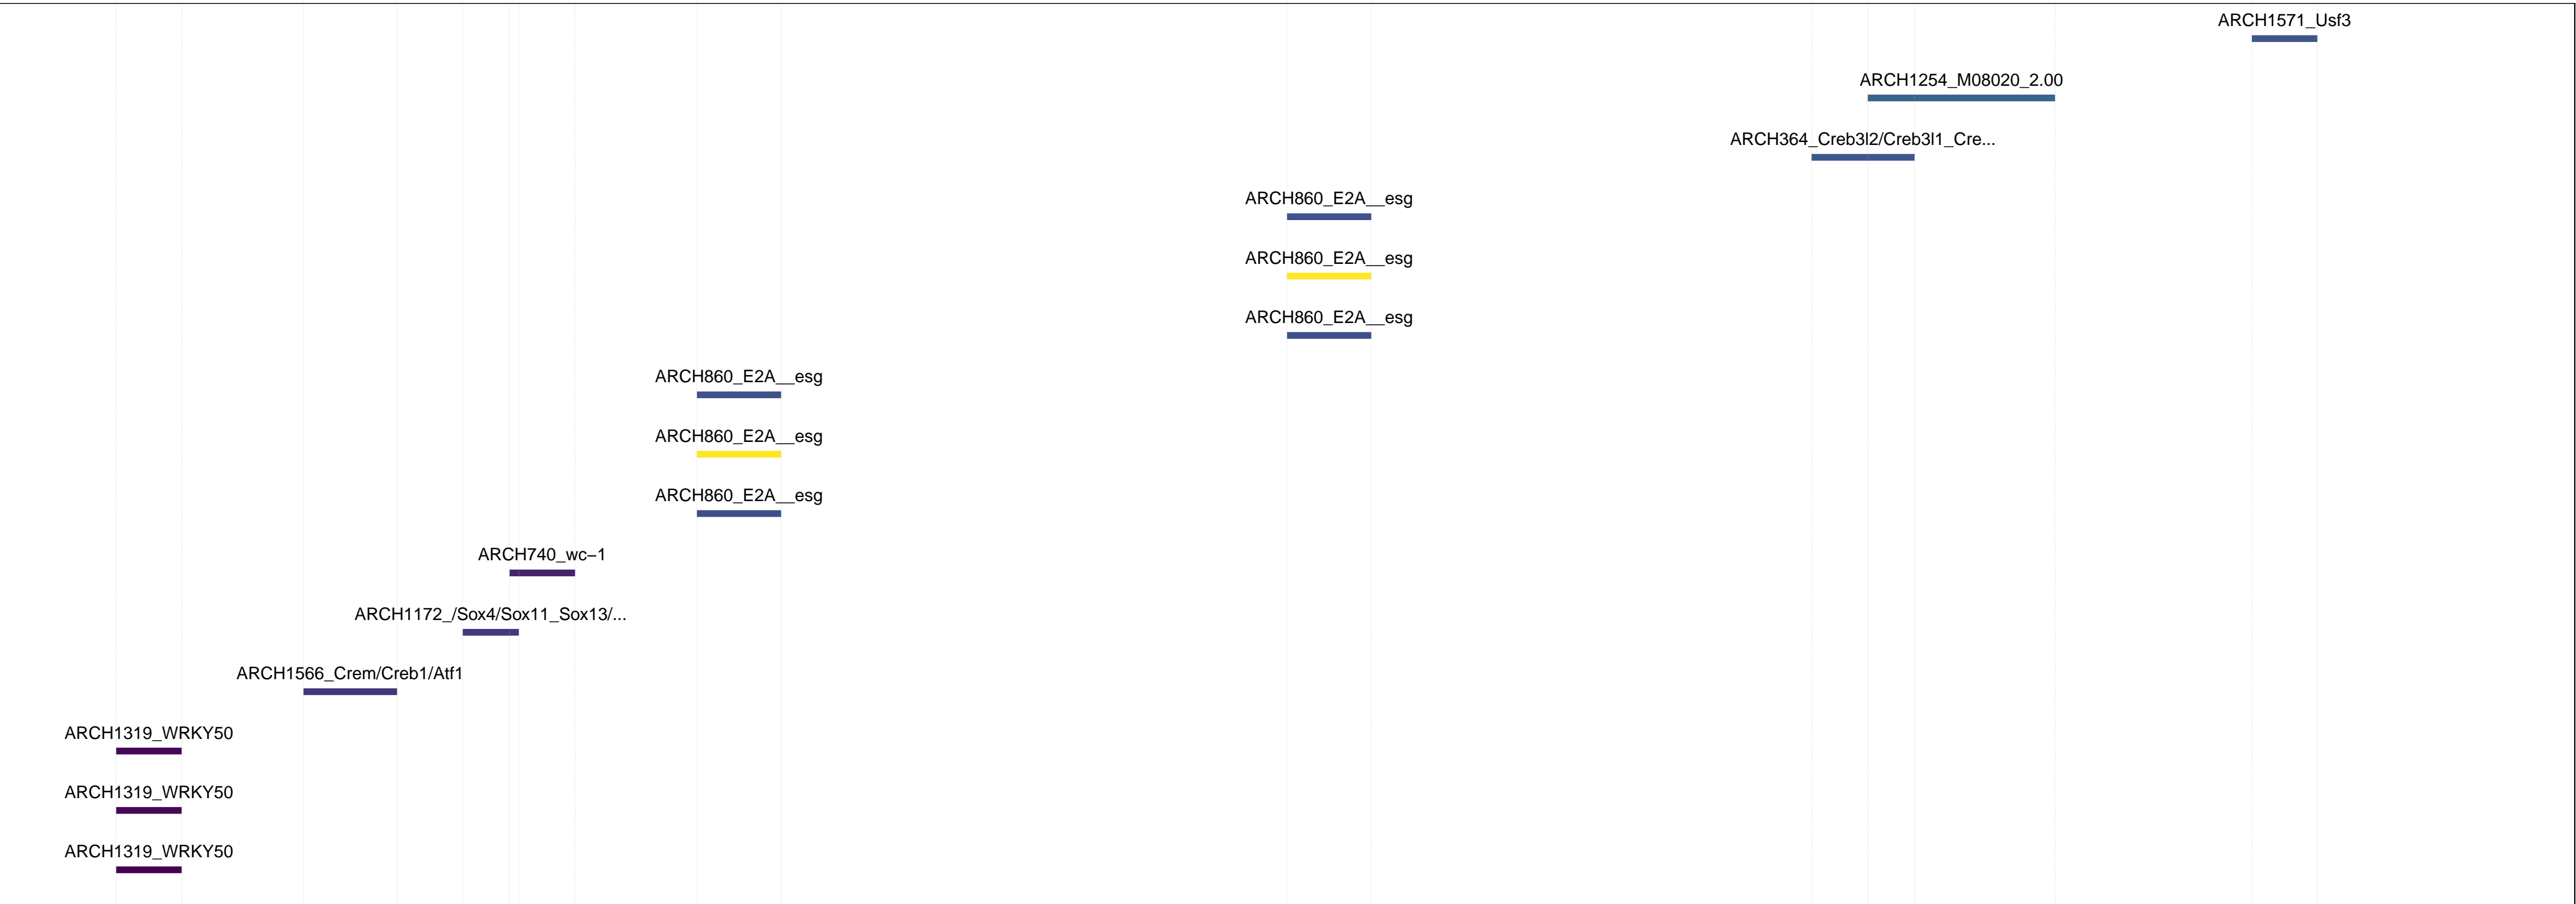 ARCH1571_Usf3
ARCH1254_M08020_2.00
ARCH364_Creb3l2/Creb3l1_Cre...
ARCH860_E2A__esg
ARCH860_E2A__esg
ARCH860_E2A__esg
ARCH860_E2A__esg
ARCH860_E2A__esg
ARCH860_E2A__esg
ARCH740_wc−1
ARCH1172_/Sox4/Sox11_Sox13/...
ARCH1566_Crem/Creb1/Atf1
ARCH1319_WRKY50
ARCH1319_WRKY50
ARCH1319_WRKY50